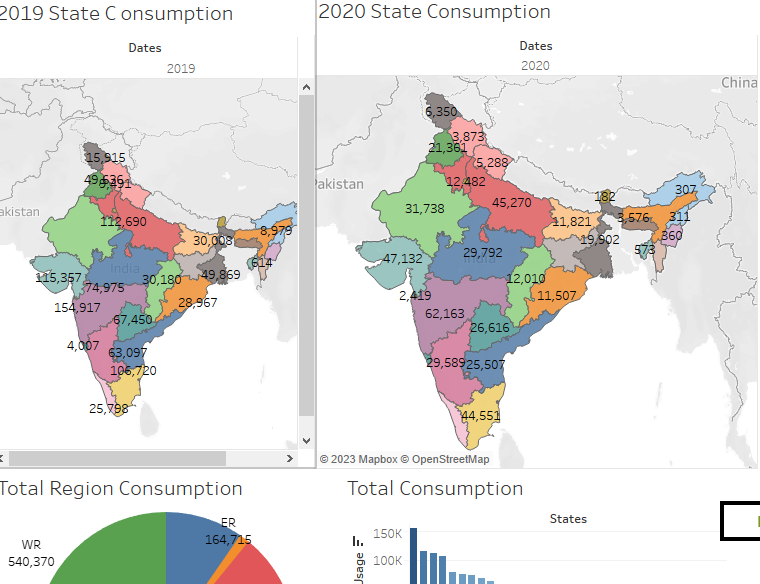 2019 State C onsumption
Dates
2019
akistan
15,915
49,636
9,491
112,690
30,008
8,979
614
India
115,357
74,975
30,180
49,869
28,967
154,917
67,450
4,007
63,097
106,720
25,798
2020 State Consumption
Dates
2020
China
Pakistan
6,350
3,873
21,361
5,288
12,482
45,270
31,738
182
307
11,821
3,576
311
360
19,902
573
47,132
29,792
12,010
2,419
11,507
62,163
26,616
29,589
25,507
44,551
© 2023 Mapbox © OpenStreetMap
Total Region Consumption
ER
164,715
WR
540,370
Total Consumption
States
150K
100K
Usage